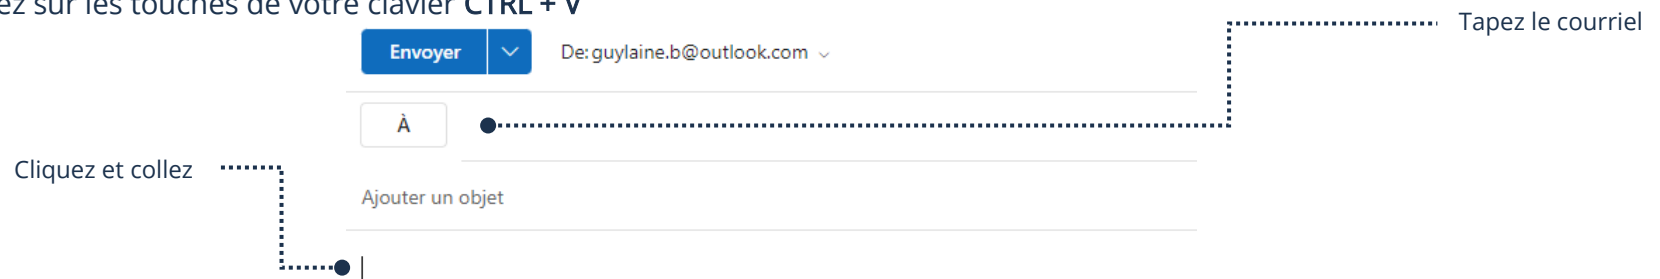 ez sur les touches de votre clavier CTRL + V
Tapez le courriel
Envoyer
De: guylaine.b@outlook.com
À
Cliquez et collez
Ajouter un objet